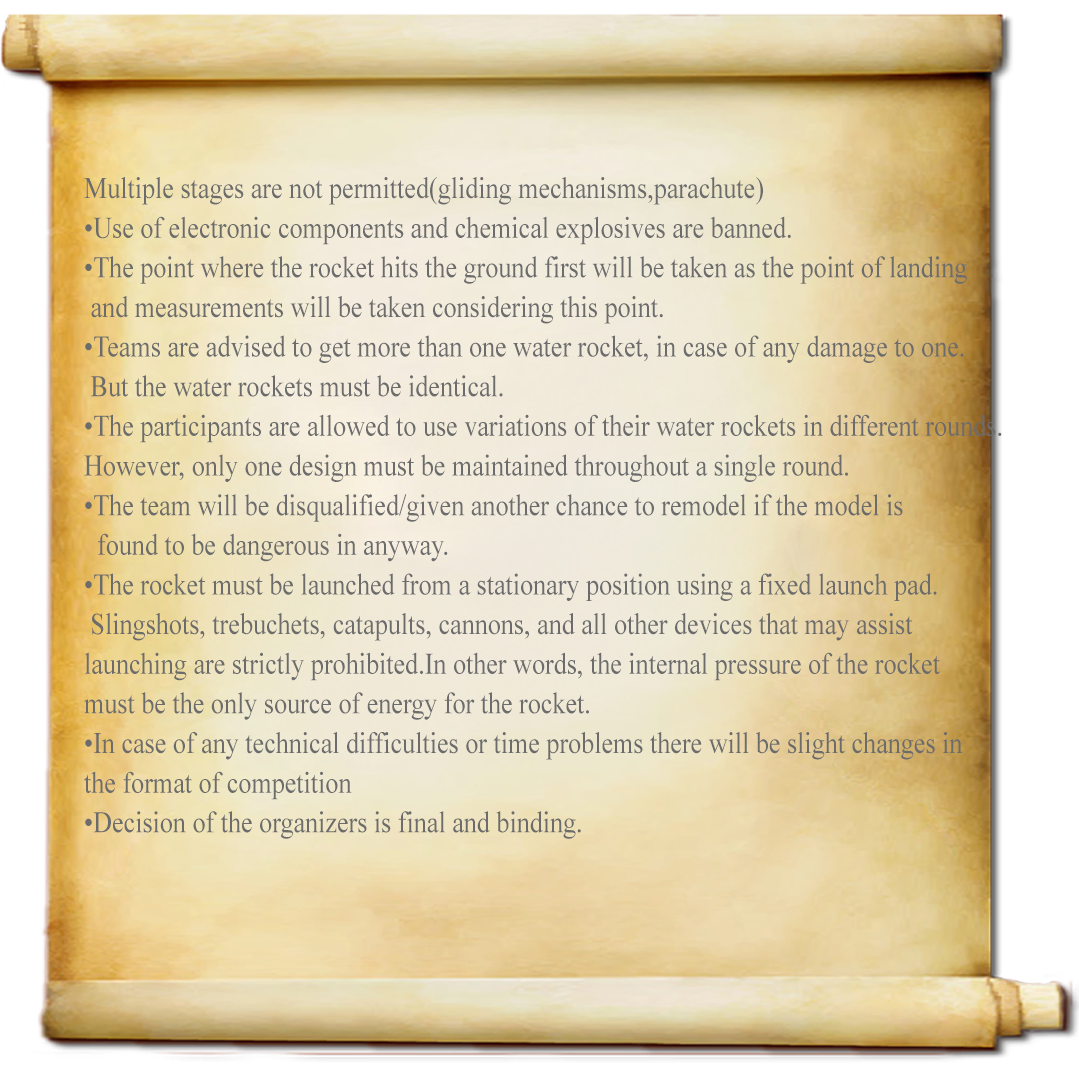 Multiple stages are not permitted(gliding mechanisms,parachute)
•Use of electronic components and chemical explosives are banned.
•The point where the rocket hits the ground first will be taken as the point of landing
and measurements will be taken considering this point.
•Teams are advised to get more than one water rocket, in case of any damage to one.
But the water rockets must be identical.
•The participants are allowed to use variations of their water rockets in different rounds.
However, only one design must be maintained throughout a single round.
•The team will be disqualified/given another chance to remodel if the model is
found to be dangerous in anyway.
•The rocket must be launched from a stationary position using a fixed launch pad.
Slingshots, trebuchets, catapults, cannons, and all other devices that may assist
launching are strictly prohibited.In other words, the internal pressure of the rocket
must be the only source of energy for the rocket.
•In case of any technical difficulties or time problems there will be slight changes in
the format of competition
•Decision of the organizers is final and binding.